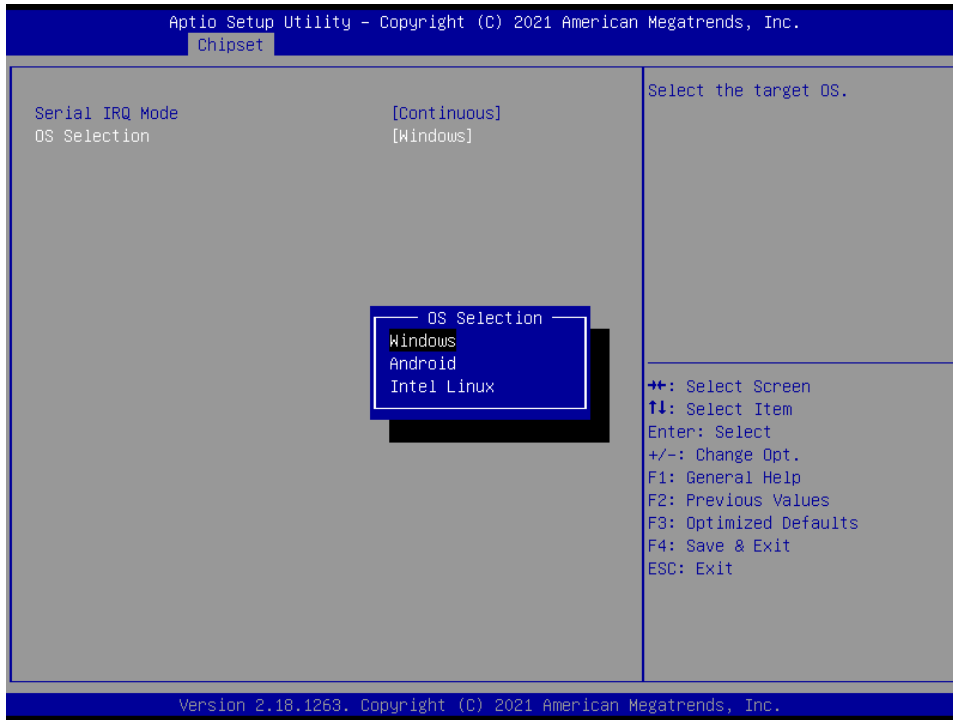 Aptio Setup Utility – Copyright (C) 2021 American Megatrends, Inc.
Chipset
Serial IRQ Mode [Continuous]
OS Selection [Windows]
Select the target OS.
OS Selection
Windows
Android
Intel Linux
→←: Select Screen
↑↓: Select Item
Enter: Select
+/-: Change Opt.
F1: General Help
F2: Previous Values
F3: Optimized Defaults
F4: Save & Exit
ESC: Exit
Version 2.18.1263. Copyright (C) 2021 American Megatrends, Inc.